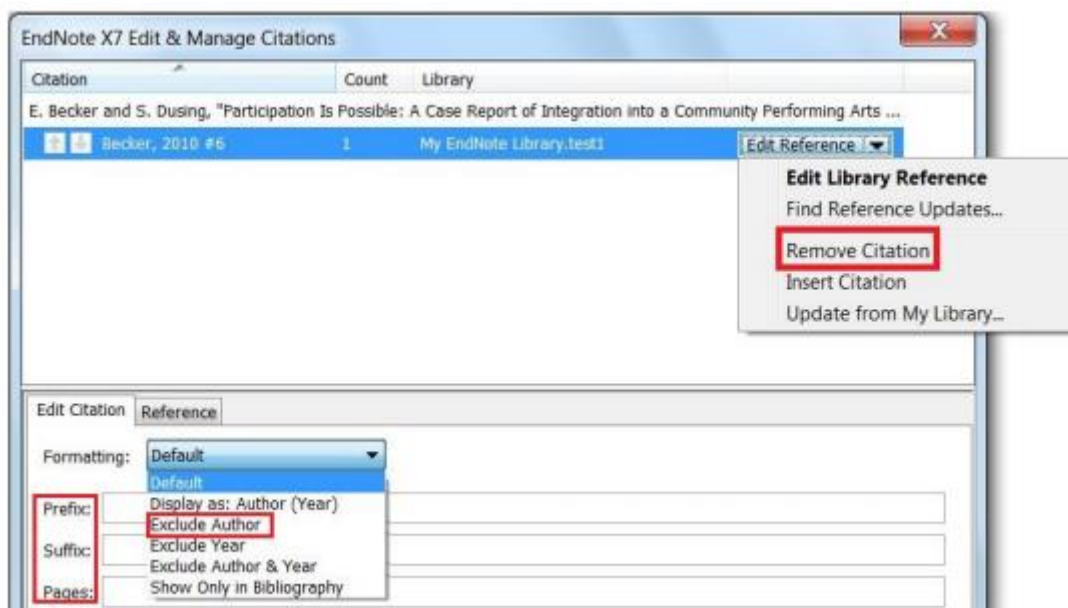 EndNote X7 Edit & Manage Citations
Citation Count Library
E. Becker and S. Dusing, "Participation Is Possible: A Case Report of Integration into a Community Performing Arts ...
Becker, 2010 #6 1 My EndNote Library.test1 Edit Reference
Edit Library Reference
Find Reference Updates...
Remove Citation
Insert Citation
Update from My Library...
Edit Citation Reference
Formatting: Default
Default
Prefix: Display as: Author (Year)
Exclude Author
Suffix: Exclude Year
Exclude Author & Year
Pages: Show Only in Bibliography